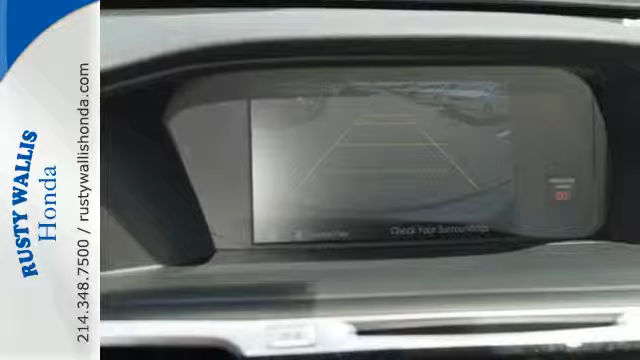 RUSTY WALLIS
Honda
214.348.7500 / rustywallishonda.com
Check Your Surroundings